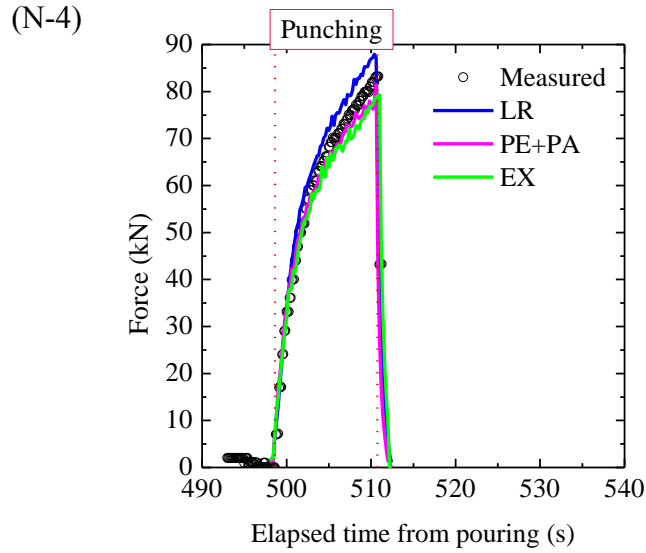 (N-4)
Punching
90
80
70
60
50
40
30
20
10
0
Force (kN)
Measured
LR
PE+PA
EX
490 500 510 520 530 540
Elapsed time from pouring (s)